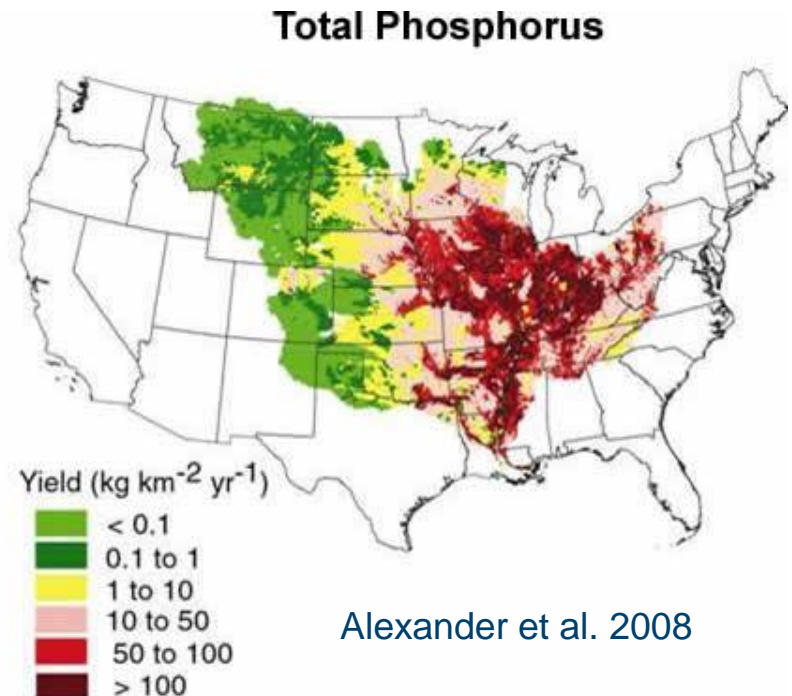 Total Phosphorus
Yield (kg km⁻² yr⁻¹)
< 0.1
0.1 to 1
1 to 10
10 to 50
50 to 100
> 100
Alexander et al. 2008